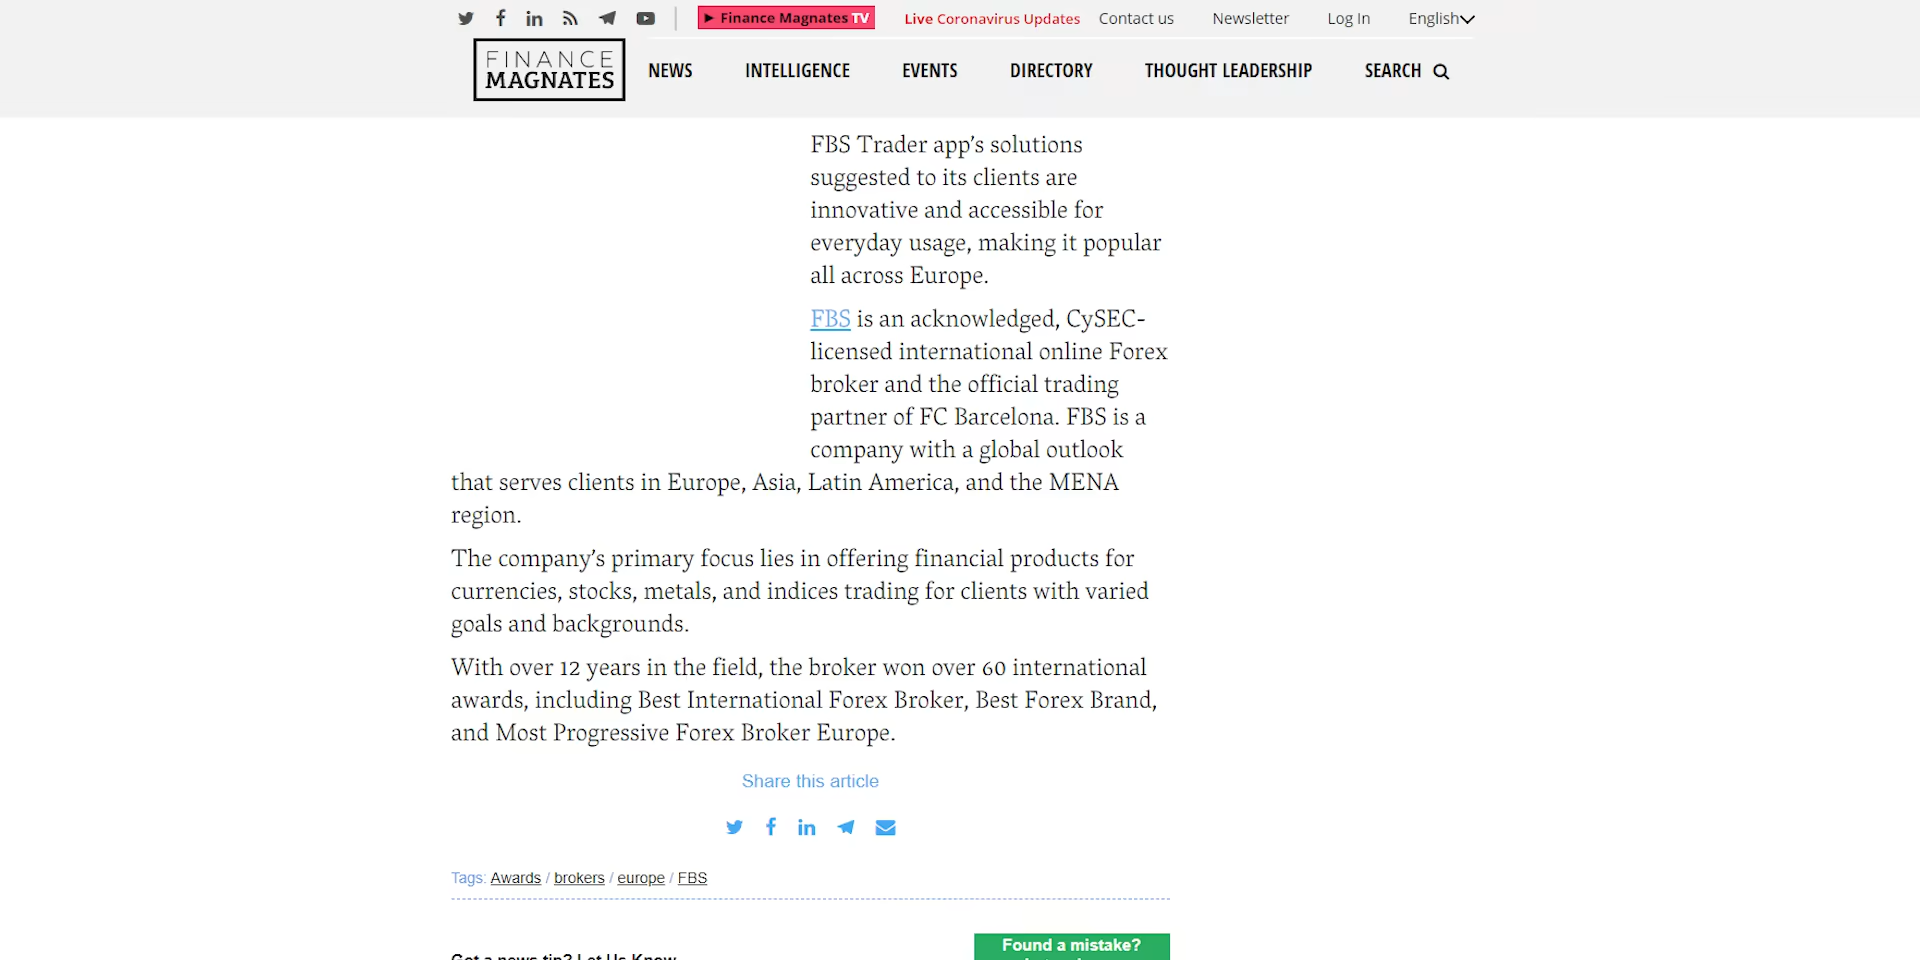 Finance Magnates TV
Live Coronavirus Updates
Contact us
Newsletter
Log In
English
FINANCE
MAGNATES
NEWS
INTELLIGENCE
EVENTS
DIRECTORY
THOUGHT LEADERSHIP
SEARCH
FBS Trader app’s solutions
suggested to its clients are
innovative and accessible for
everyday usage, making it popular
all across Europe.
FBS is an acknowledged, CySEC-
licensed international online Forex
broker and the official trading
partner of FC Barcelona. FBS is a
company with a global outlook
that serves clients in Europe, Asia, Latin America, and the MENA
region.
The company’s primary focus lies in offering financial products for
currencies, stocks, metals, and indices trading for clients with varied
goals and backgrounds.
With over 12 years in the field, the broker won over 60 international
awards, including Best International Forex Broker, Best Forex Brand,
and Most Progressive Forex Broker Europe.
Share this article
Tags: Awards / brokers / europe / FBS
Got a news tip? Let Us Know
Found a mistake?